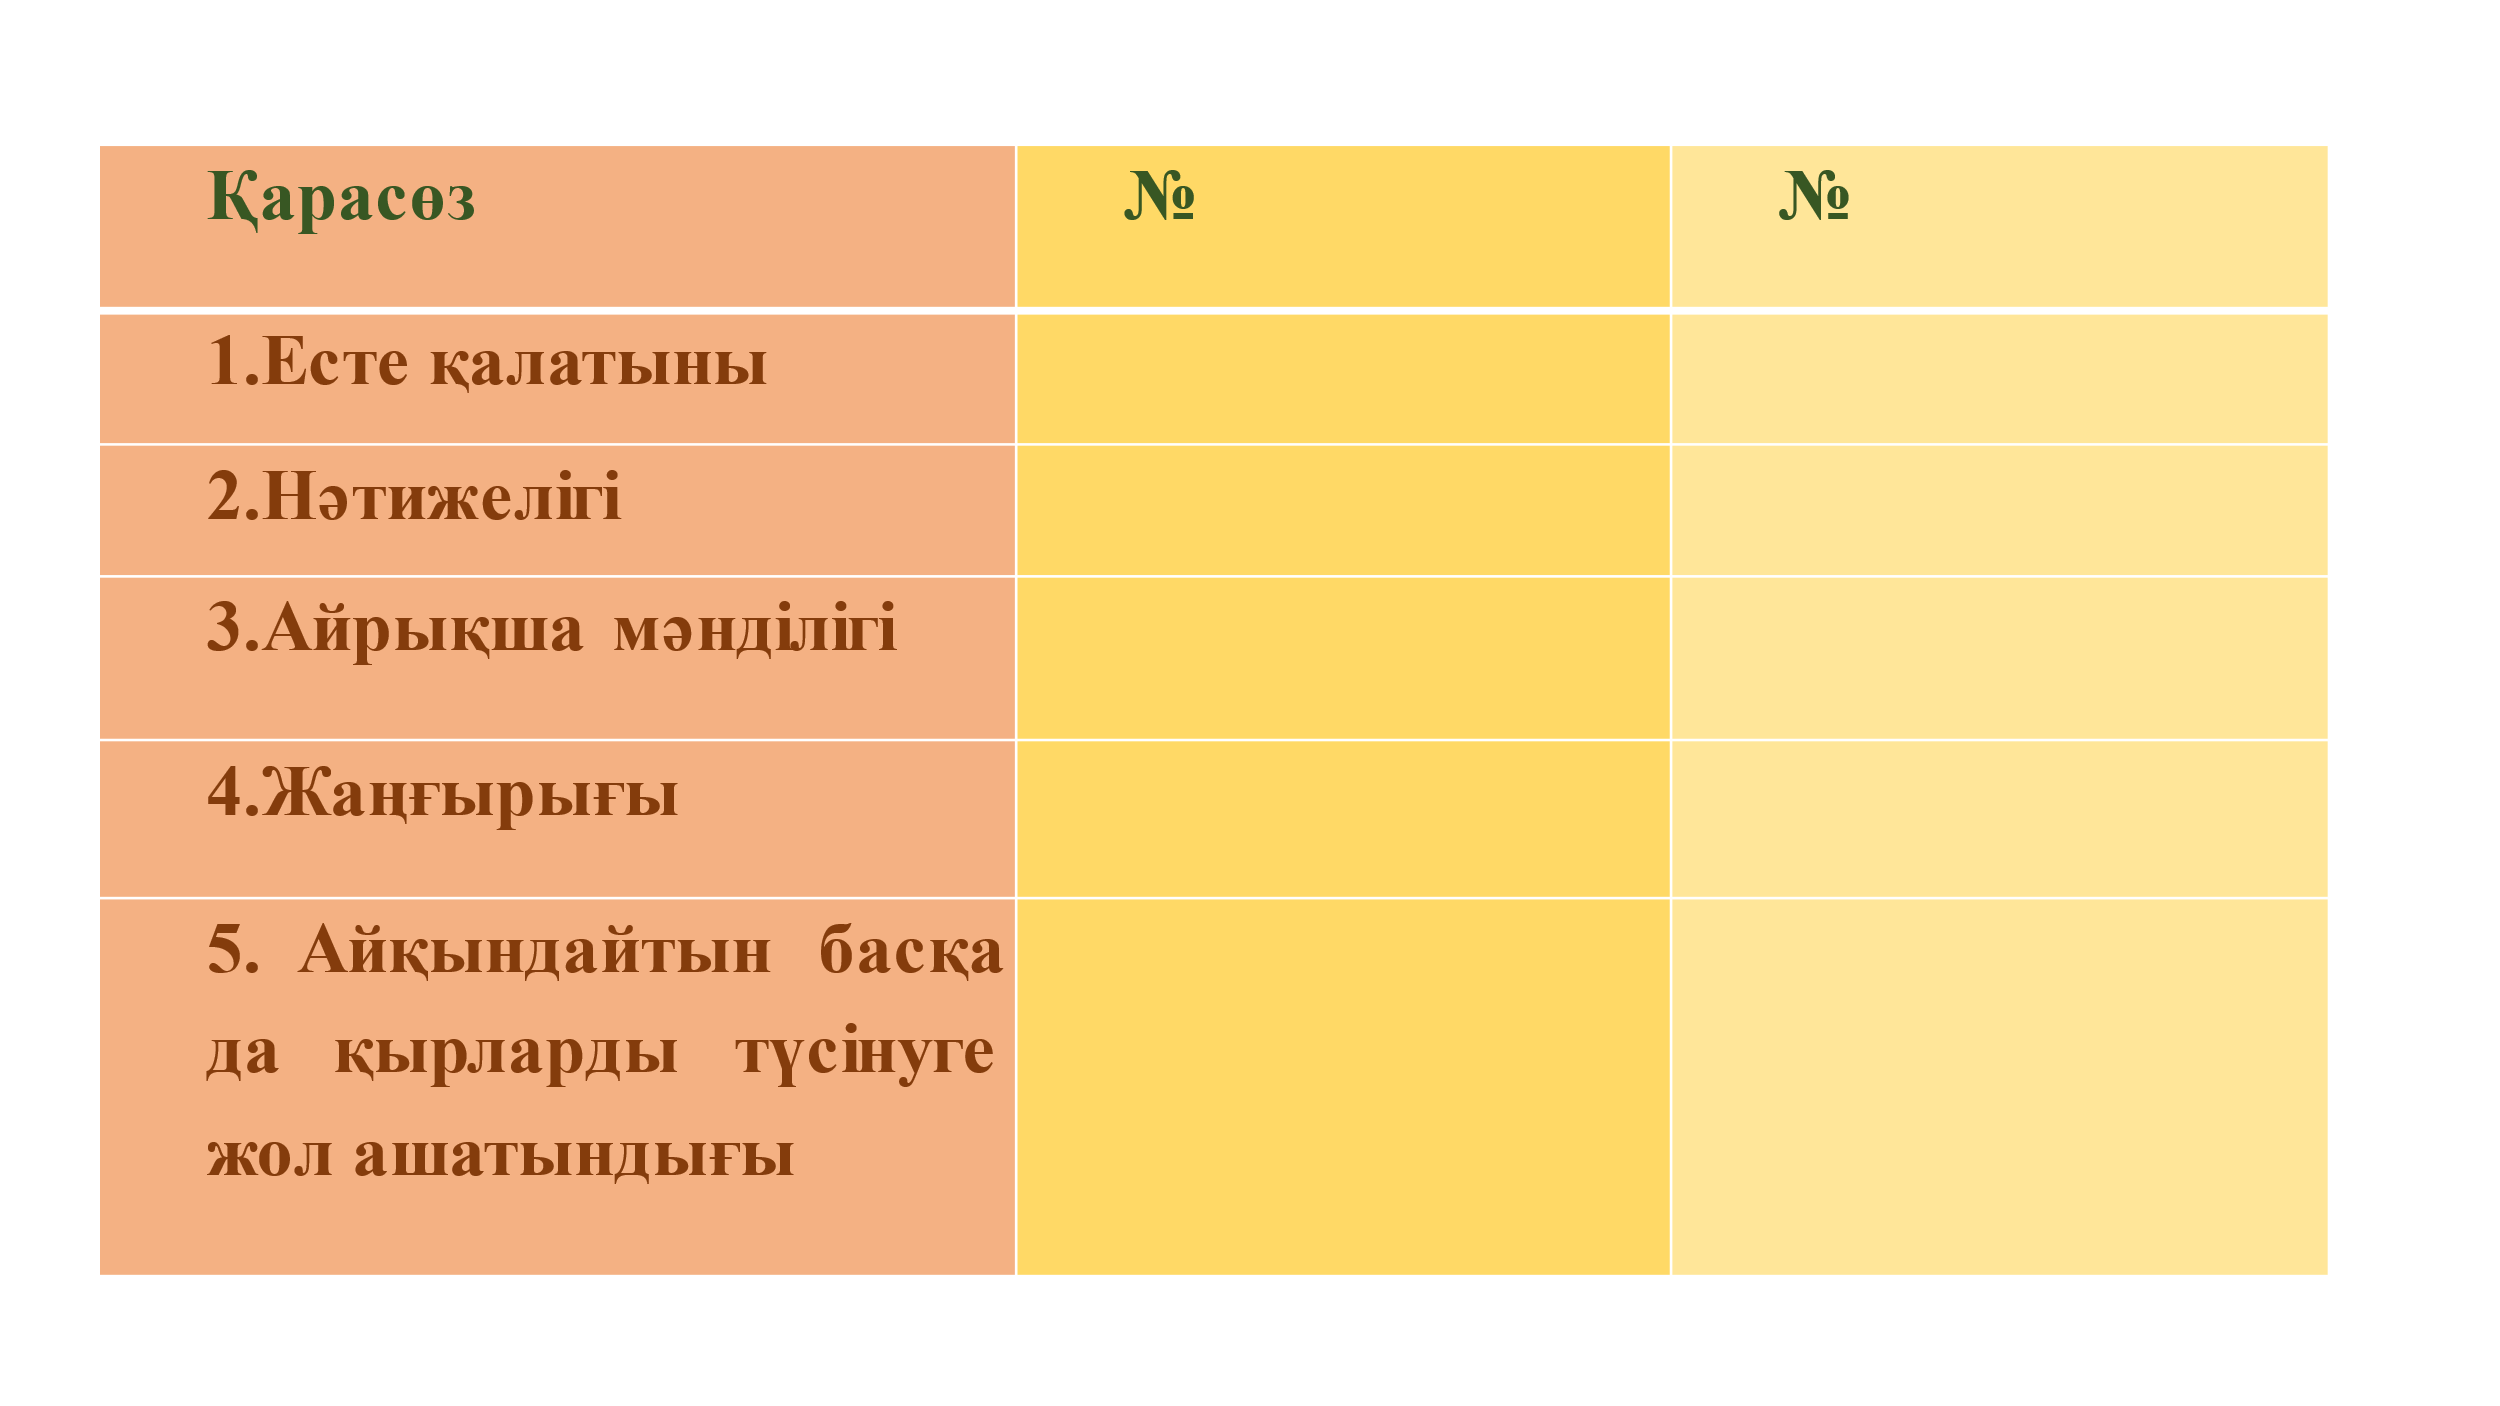 Қарасөз № №
1.Есте қалатыны
2.Нәтижелігі
3.Айрықша мәнділігі
4.Жаңғырығы
5. Айқындайтын басқа
да қырларды түсінуге
жол ашатындығы